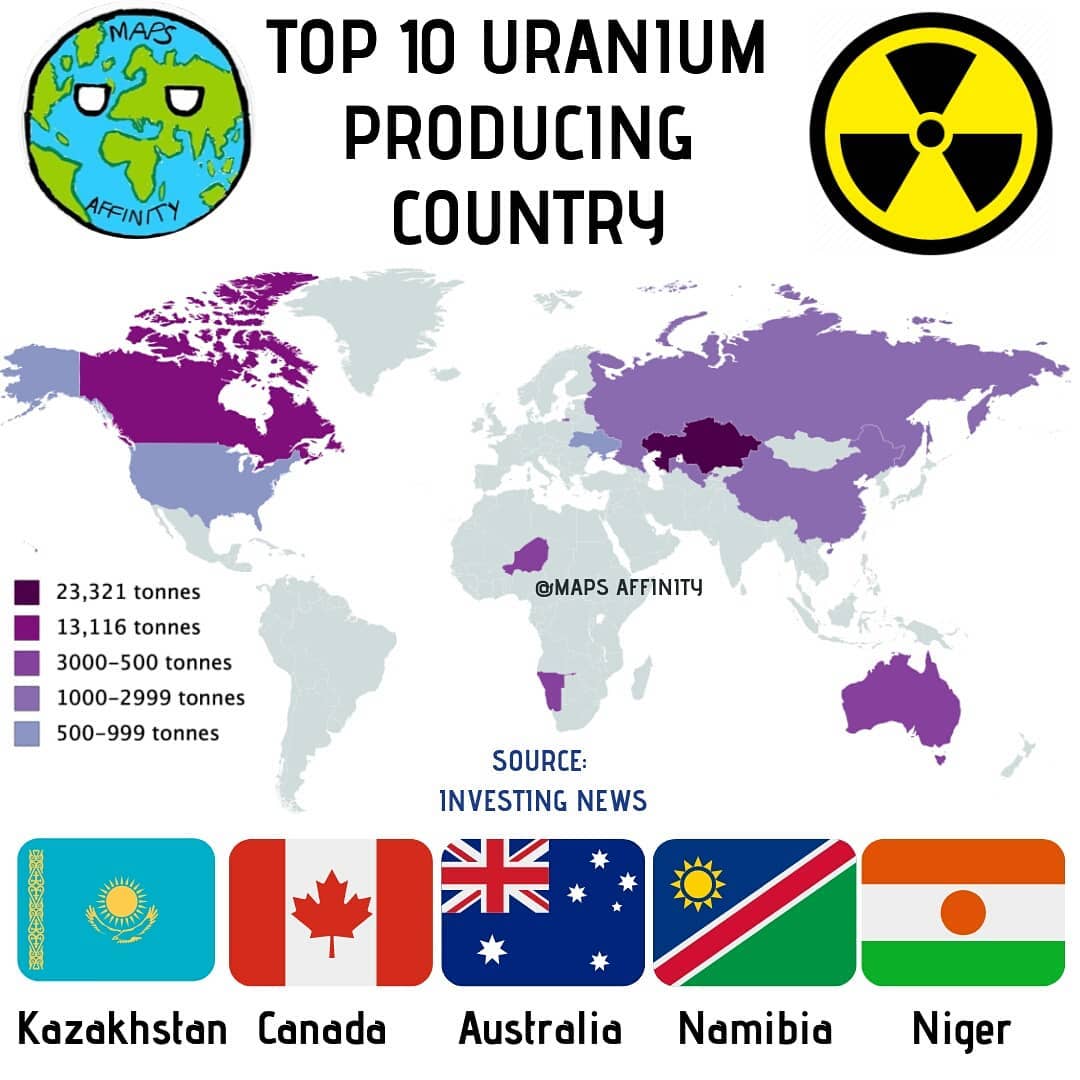 MAPS
AFFINITY
TOP 10 URANIUM
PRODUCING
COUNTRY
@MAPS AFFINITY
23,321 tonnes
13,116 tonnes
3000–500 tonnes
1000–2999 tonnes
500–999 tonnes
SOURCE:
INVESTING NEWS
Kazakhstan
Canada
Australia
Namibia
Niger